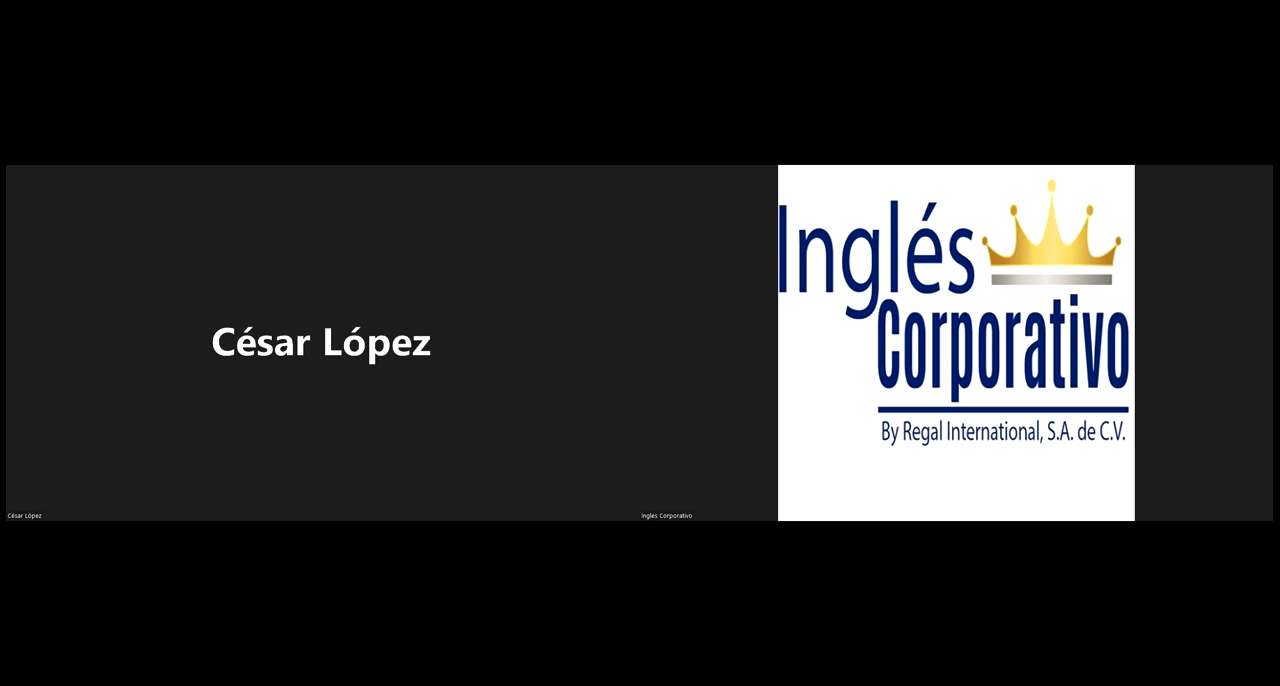 César López
César López
Ingles Corporativo
Inglés
Corporativo
By Regal International, S.A. de C.V.